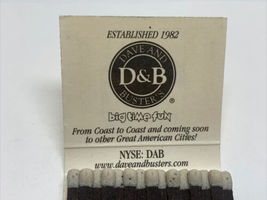 ESTABLISHED 1982
DAVE AND
D&B
BUSTER'S
®
big time fun
From Coast to Coast and coming soon
to other Great American Cities!
NYSE: DAB
www.daveandbusters.com